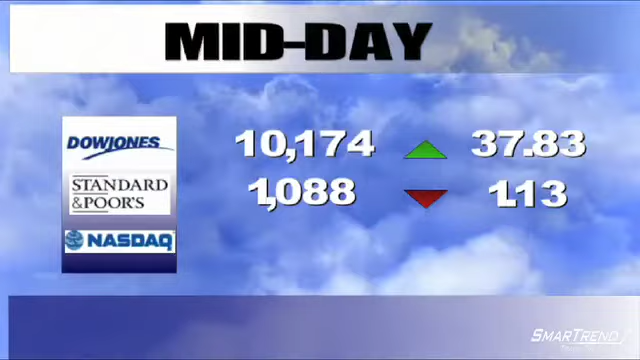 MID-DAY
DOWJONES 10,174 37.83
STANDARD
&POOR'S 1,088 1.13
NASDAQ
SMARTREND